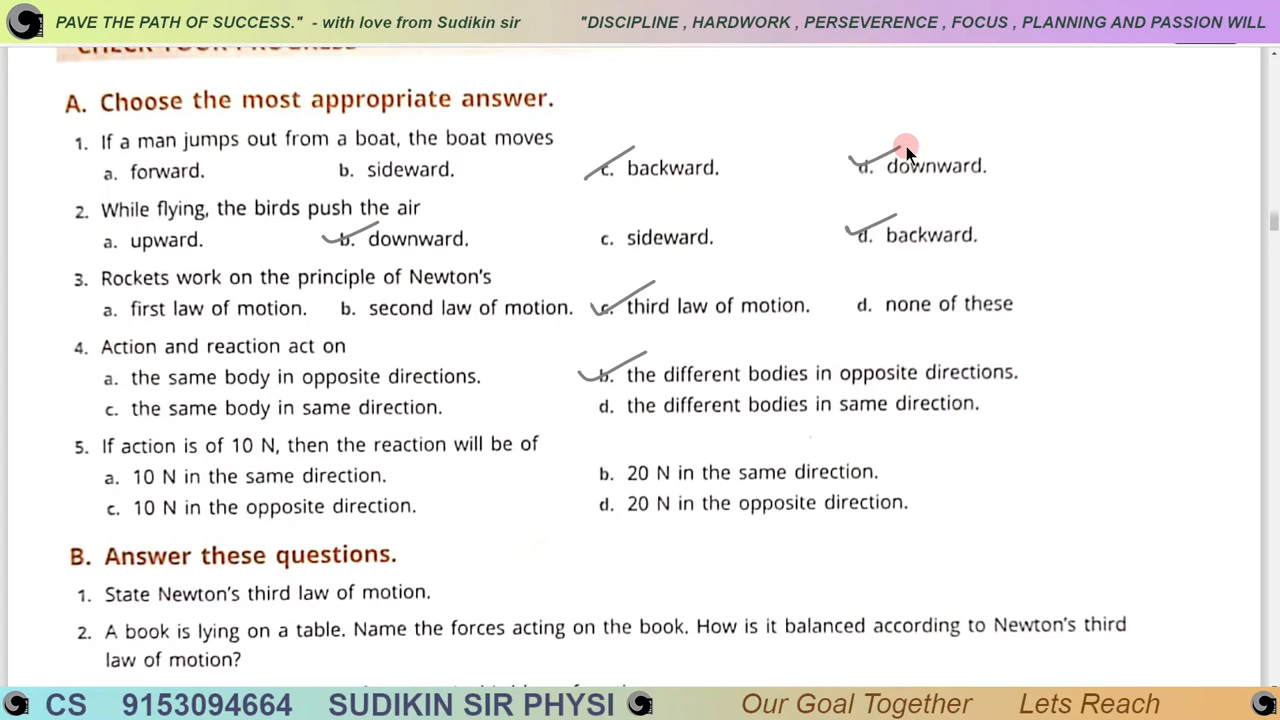 PAVE THE PATH OF SUCCESS." - with love from Sudikin sir "DISCIPLINE , HARDWORK , PERSEVERENCE , FOCUS , PLANNING AND PASSION WILL
CHECK YOUR PROGRESS
A. Choose the most appropriate answer.
1. If a man jumps out from a boat, the boat moves
a. forward. b. sideward. c. backward. d. downward.
2. While flying, the birds push the air
a. upward. b. downward. c. sideward. d. backward.
3. Rockets work on the principle of Newton's
a. first law of motion. b. second law of motion. c. third law of motion. d. none of these
4. Action and reaction act on
a. the same body in opposite directions. b. the different bodies in opposite directions.
c. the same body in same direction. d. the different bodies in same direction.
5. If action is of 10 N, then the reaction will be of
a. 10 N in the same direction. b. 20 N in the same direction.
c. 10 N in the opposite direction. d. 20 N in the opposite direction.
B. Answer these questions.
1. State Newton's third law of motion.
2. A book is lying on a table. Name the forces acting on the book. How is it balanced according to Newton's third
law of motion?
CS 9153094664 SUDIKIN SIR PHYSI Our Goal Together Lets Reach